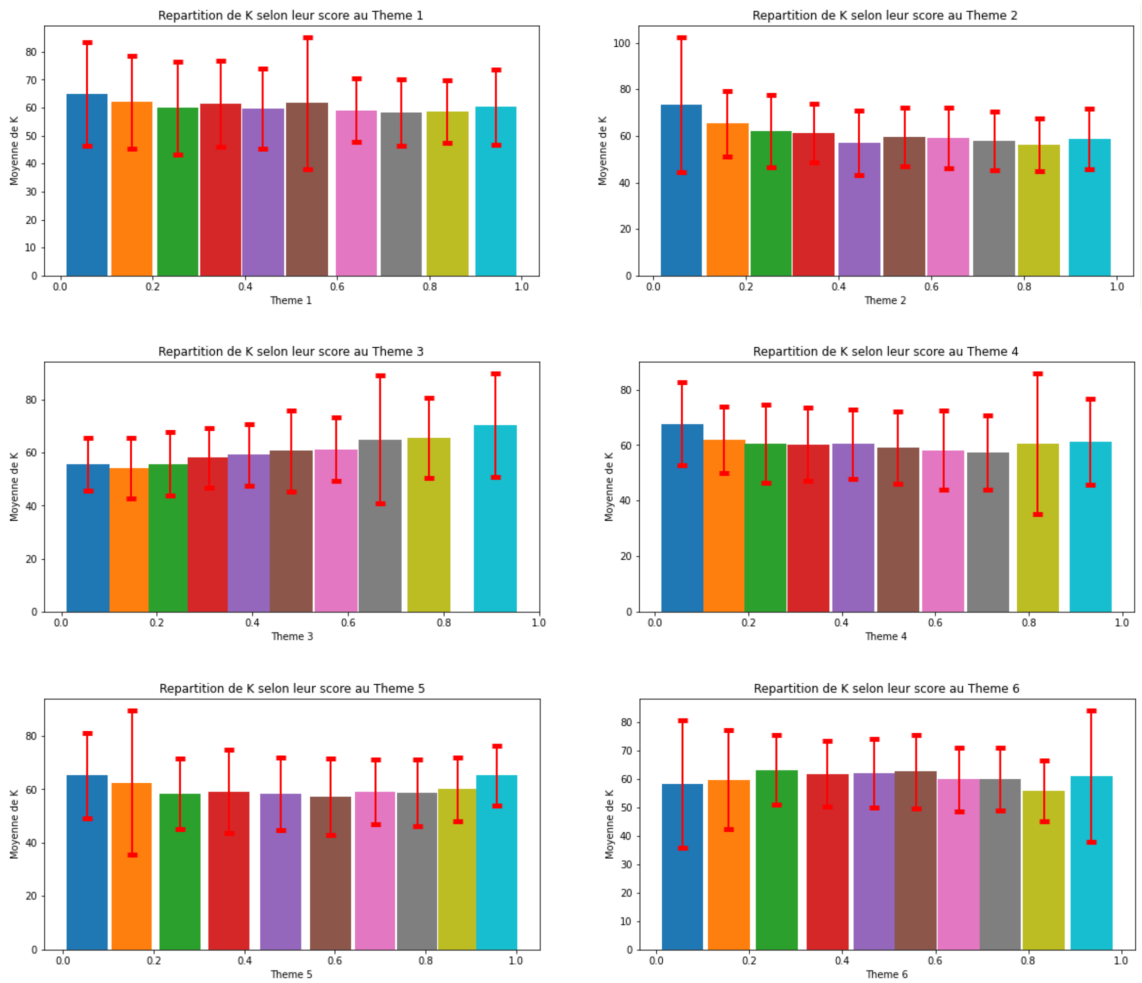 Repartition de K selon leur score au Theme 1
Moyenne de K
80
70
60
50
40
30
20
10
0
0.0 0.2 0.4 0.6 0.8 1.0
Theme 1
Repartition de K selon leur score au Theme 2
Moyenne de K
100
80
60
40
20
0
0.0 0.2 0.4 0.6 0.8 1.0
Theme 2
Repartition de K selon leur score au Theme 3
Moyenne de K
80
60
40
20
0
0.0 0.2 0.4 0.6 0.8 1.0
Theme 3
Repartition de K selon leur score au Theme 4
Moyenne de K
80
60
40
20
0
0.0 0.2 0.4 0.6 0.8 1.0
Theme 4
Repartition de K selon leur score au Theme 5
Moyenne de K
80
60
40
20
0
0.0 0.2 0.4 0.6 0.8 1.0
Theme 5
Repartition de K selon leur score au Theme 6
Moyenne de K
80
70
60
50
40
30
20
10
0
0.0 0.2 0.4 0.6 0.8 1.0
Theme 6